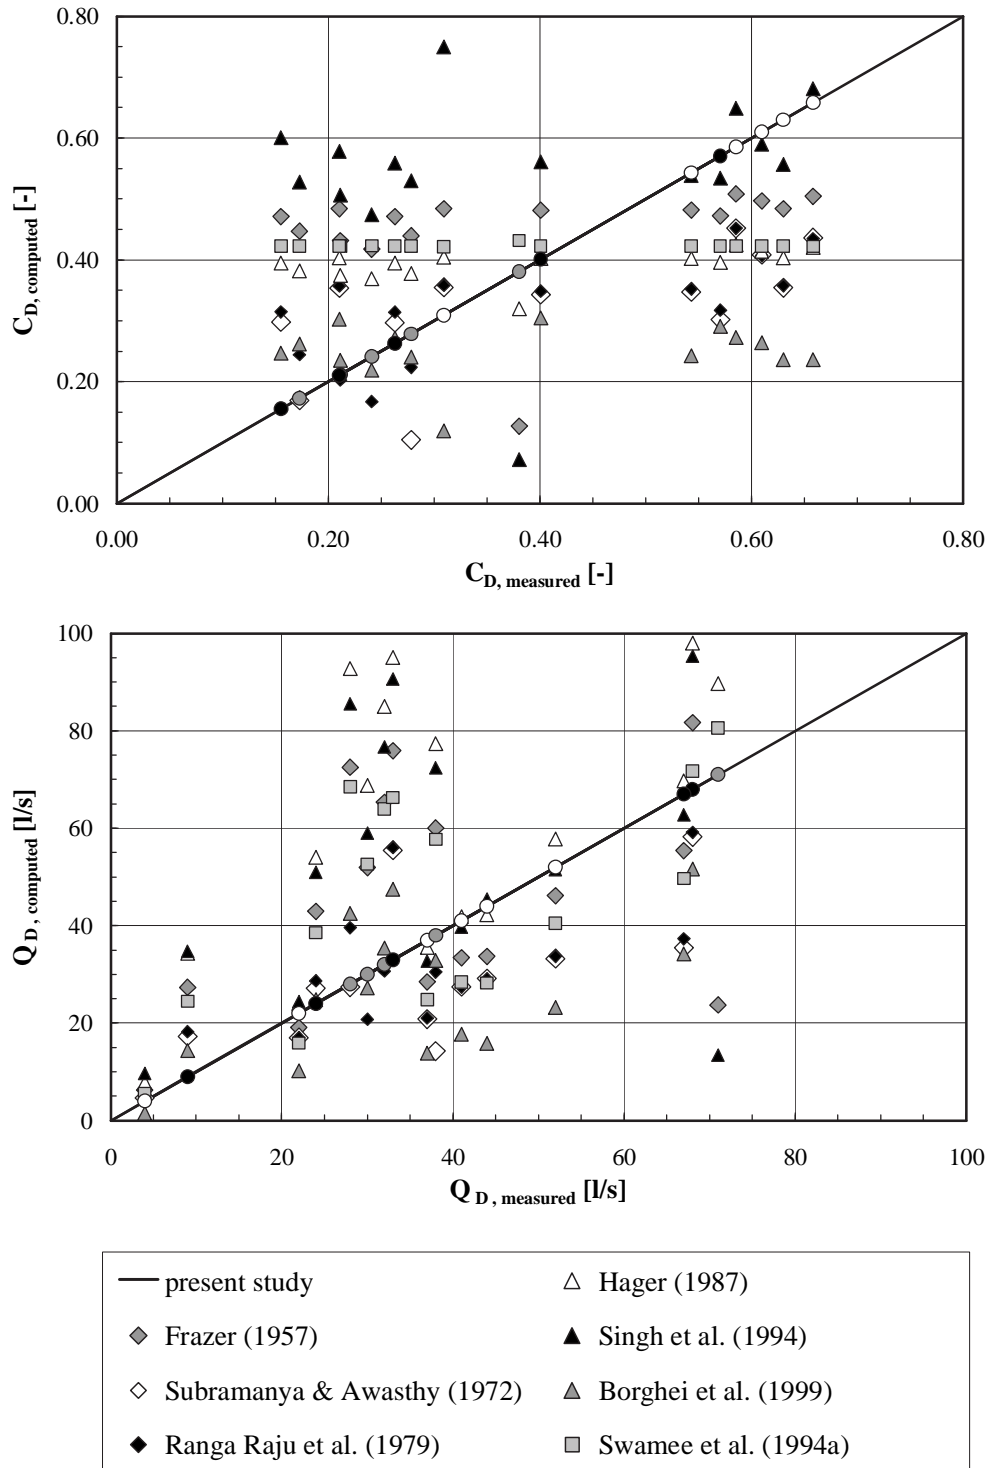 0.80
0.60
0.40
0.20
0.00
C D, computed [-]
0.00 0.20 0.40 0.60 0.80
C D, measured [-]
100
80
60
40
20
0
Q D, computed [l/s]
0 20 40 60 80 100
Q D, measured [l/s]
present study
Hager (1987)
Frazer (1957)
Singh et al. (1994)
Subramanya & Awasthy (1972)
Borghei et al. (1999)
Ranga Raju et al. (1979)
Swamee et al. (1994a)